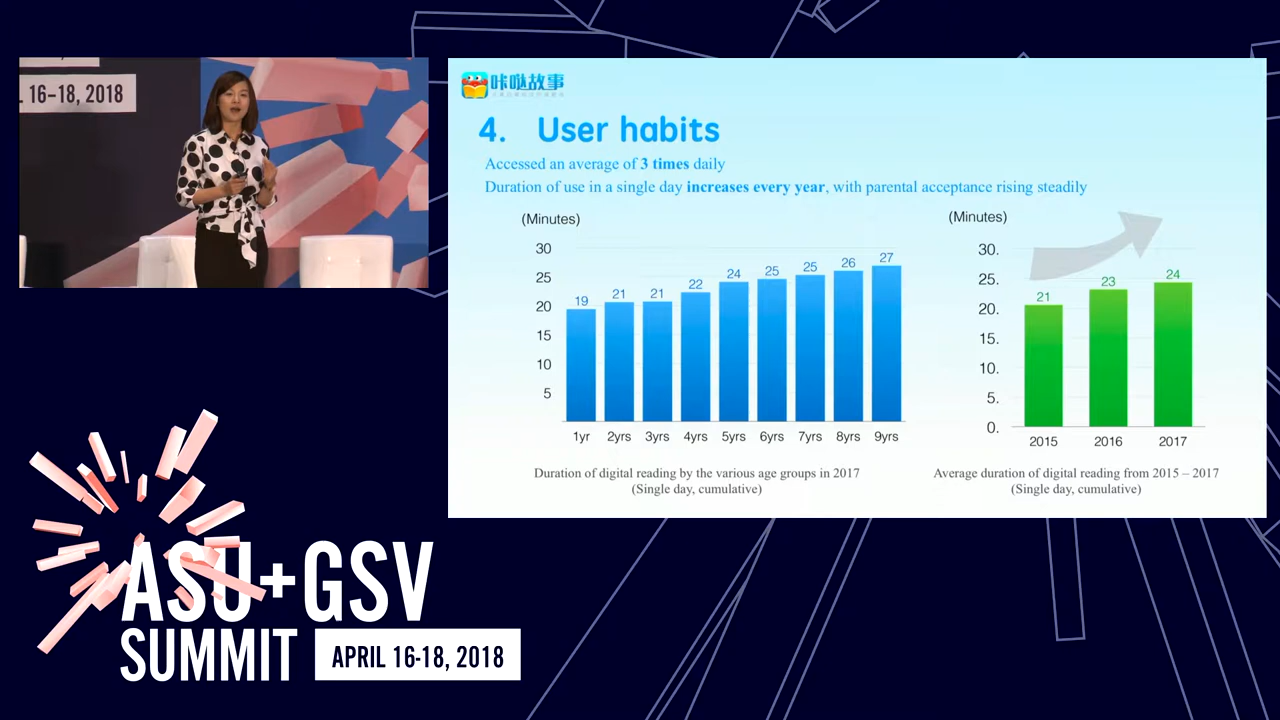 16–18, 2018
咔哒故事
4. User habits
Accessed an average of 3 times daily
Duration of use in a single day increases every year, with parental acceptance rising steadily
(Minutes)
30
25
20
15
10
5
19
21
21
22
24
25
25
26
27
1yr
2yrs
3yrs
4yrs
5yrs
6yrs
7yrs
8yrs
9yrs
Duration of digital reading by the various age groups in 2017
(Single day, cumulative)
(Minutes)
30.
25.
20.
15.
10.
5.
0.
21
23
24
2015
2016
2017
Average duration of digital reading from 2015 – 2017
(Single day, cumulative)
ASU+GSV
SUMMIT
APRIL 16-18, 2018